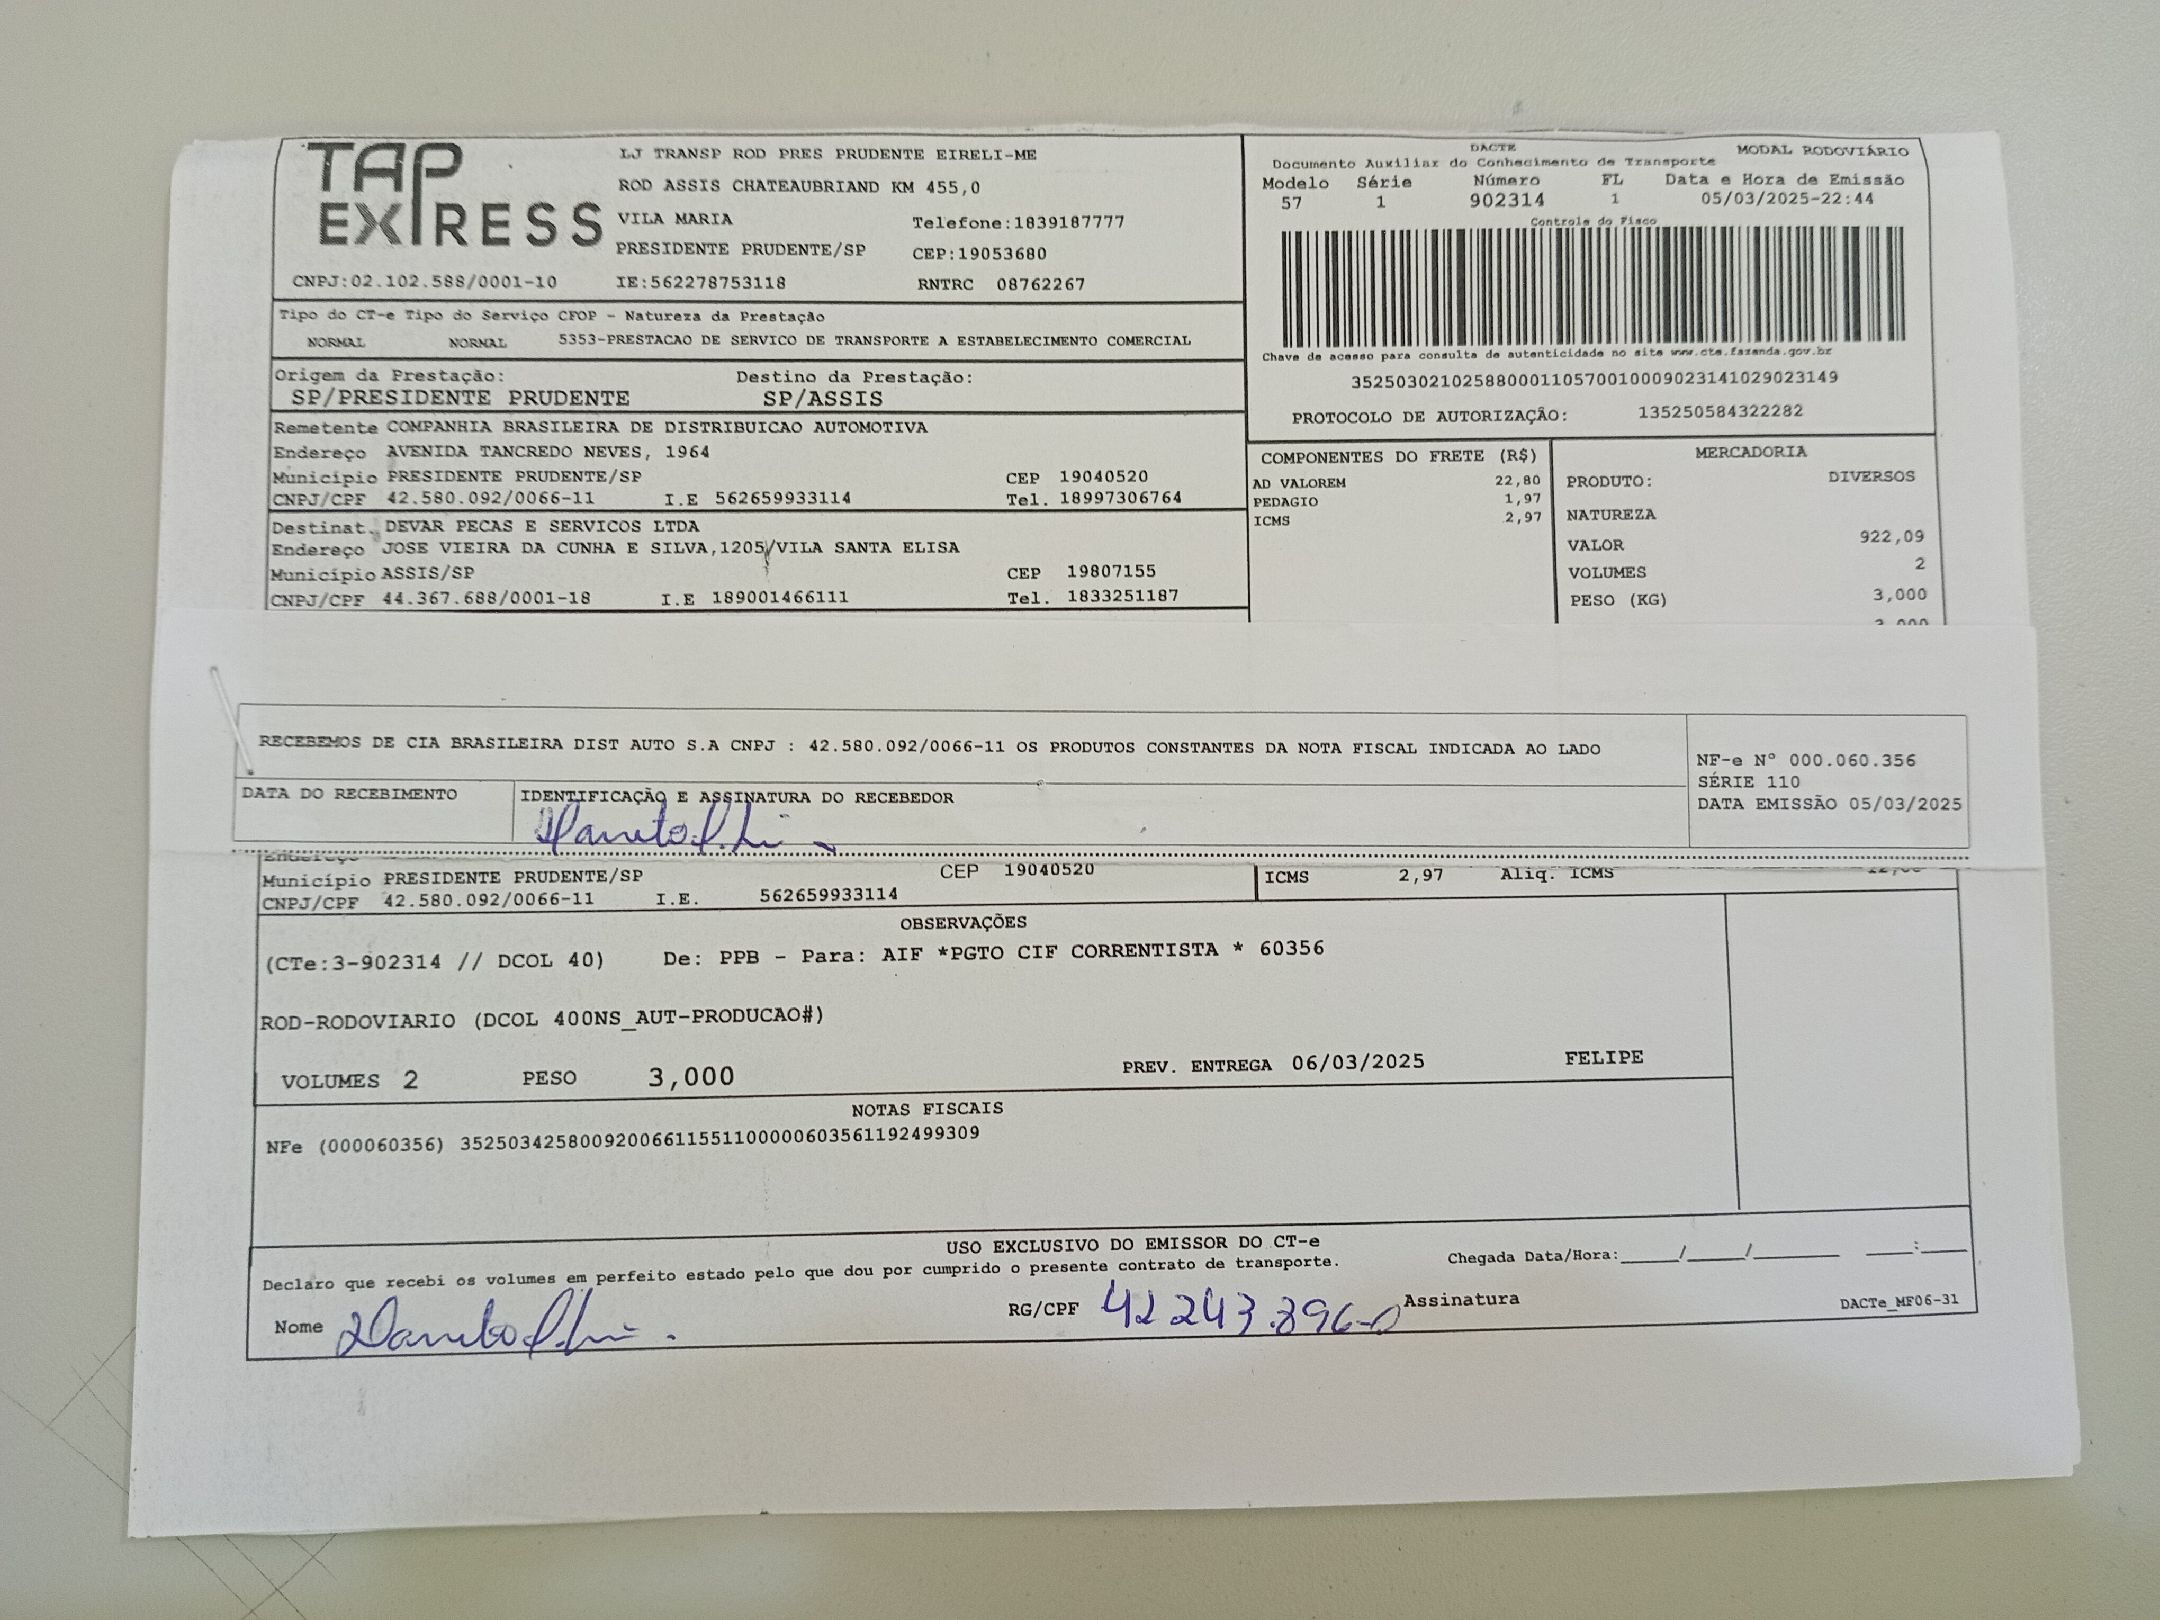 TAP
EXPRESS
LJ TRANSP ROD PRES PRUDENTE EIRELI-ME
ROD ASSIS CHATEAUBRIAND KM 455,0
VILA MARIA Telefone:1839187777
PRESIDENTE PRUDENTE/SP CEP:19053680
CNPJ:02.102.588/0001-10 IE:562278753118 RNTRC 08762267
DACTE MODAL RODOVIÁRIO
Documento Auxiliar do Conhecimento de Transporte
Modelo Série Número FL Data e Hora de Emissão
57 1 902314 1 05/03/2025-22:44
Controle do Fisco
Chave de acesso para consulta de autenticidade no site www.cte.fazenda.gov.br
35250302102588000110570010009023141029023149
PROTOCOLO DE AUTORIZAÇÃO: 135250584322282
Tipo do CT-e Tipo do Serviço CFOP - Natureza da Prestação
NORMAL NORMAL 5353-PRESTACAO DE SERVICO DE TRANSPORTE A ESTABELECIMENTO COMERCIAL
Origem da Prestação: Destino da Prestação:
SP/PRESIDENTE PRUDENTE SP/ASSIS
Remetente COMPANHIA BRASILEIRA DE DISTRIBUICAO AUTOMOTIVA
Endereço AVENIDA TANCREDO NEVES, 1964
Município PRESIDENTE PRUDENTE/SP CEP 19040520
CNPJ/CPF 42.580.092/0066-11 I.E 562659933114 Tel. 18997306764
Destinat. DEVAR PECAS E SERVICOS LTDA
Endereço JOSE VIEIRA DA CUNHA E SILVA,1205/VILA SANTA ELISA
Município ASSIS/SP CEP 19807155
CNPJ/CPF 44.367.688/0001-18 I.E 189001466111 Tel. 1833251187
COMPONENTES DO FRETE (R$)
AD VALOREM 22,80
PEDAGIO 1,97
ICMS 2,97
MERCADORIA
PRODUTO: DIVERSOS
NATUREZA
VALOR 922,09
VOLUMES 2
PESO (KG) 3,000
3,000
RECEBEMOS DE CIA BRASILEIRA DIST AUTO S.A CNPJ : 42.580.092/0066-11 OS PRODUTOS CONSTANTES DA NOTA FISCAL INDICADA AO LADO
NF-e Nº 000.060.356
SÉRIE 110
DATA EMISSÃO 05/03/2025
DATA DO RECEBIMENTO IDENTIFICAÇÃO E ASSINATURA DO RECEBEDOR
Endereço
Município PRESIDENTE PRUDENTE/SP CEP 19040520 ICMS 2,97 Aliq. ICMS
CNPJ/CPF 42.580.092/0066-11 I.E. 562659933114
OBSERVAÇÕES
(CTe:3-902314 // DCOL 40) De: PPB - Para: AIF *PGTO CIF CORRENTISTA * 60356
ROD-RODOVIARIO (DCOL 400NS_AUT-PRODUCAO#)
VOLUMES 2 PESO 3,000 PREV. ENTREGA 06/03/2025 FELIPE
NOTAS FISCAIS
NFe (000060356) 35250342580092006611551100000603561192499309
USO EXCLUSIVO DO EMISSOR DO CT-e
Declaro que recebi os volumes em perfeito estado pelo que dou por cumprido o presente contrato de transporte. Chegada Data/Hora:____/____/______ ___:___
Nome RG/CPF 42243.896-0 Assinatura DACTe_MF06-31